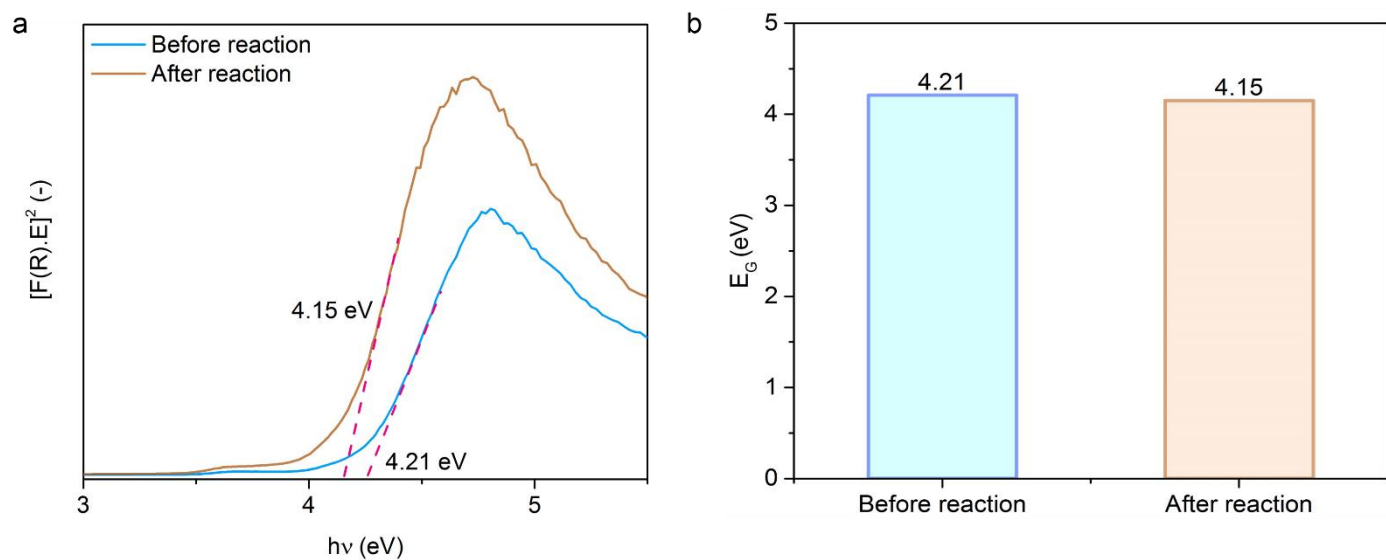 a
Before reaction
After reaction
[F(R).E]² (-)
4.15 eV
4.21 eV
3
4
5
hν (eV)
b
5
4
3
2
1
0
E_G (eV)
4.21
4.15
Before reaction
After reaction